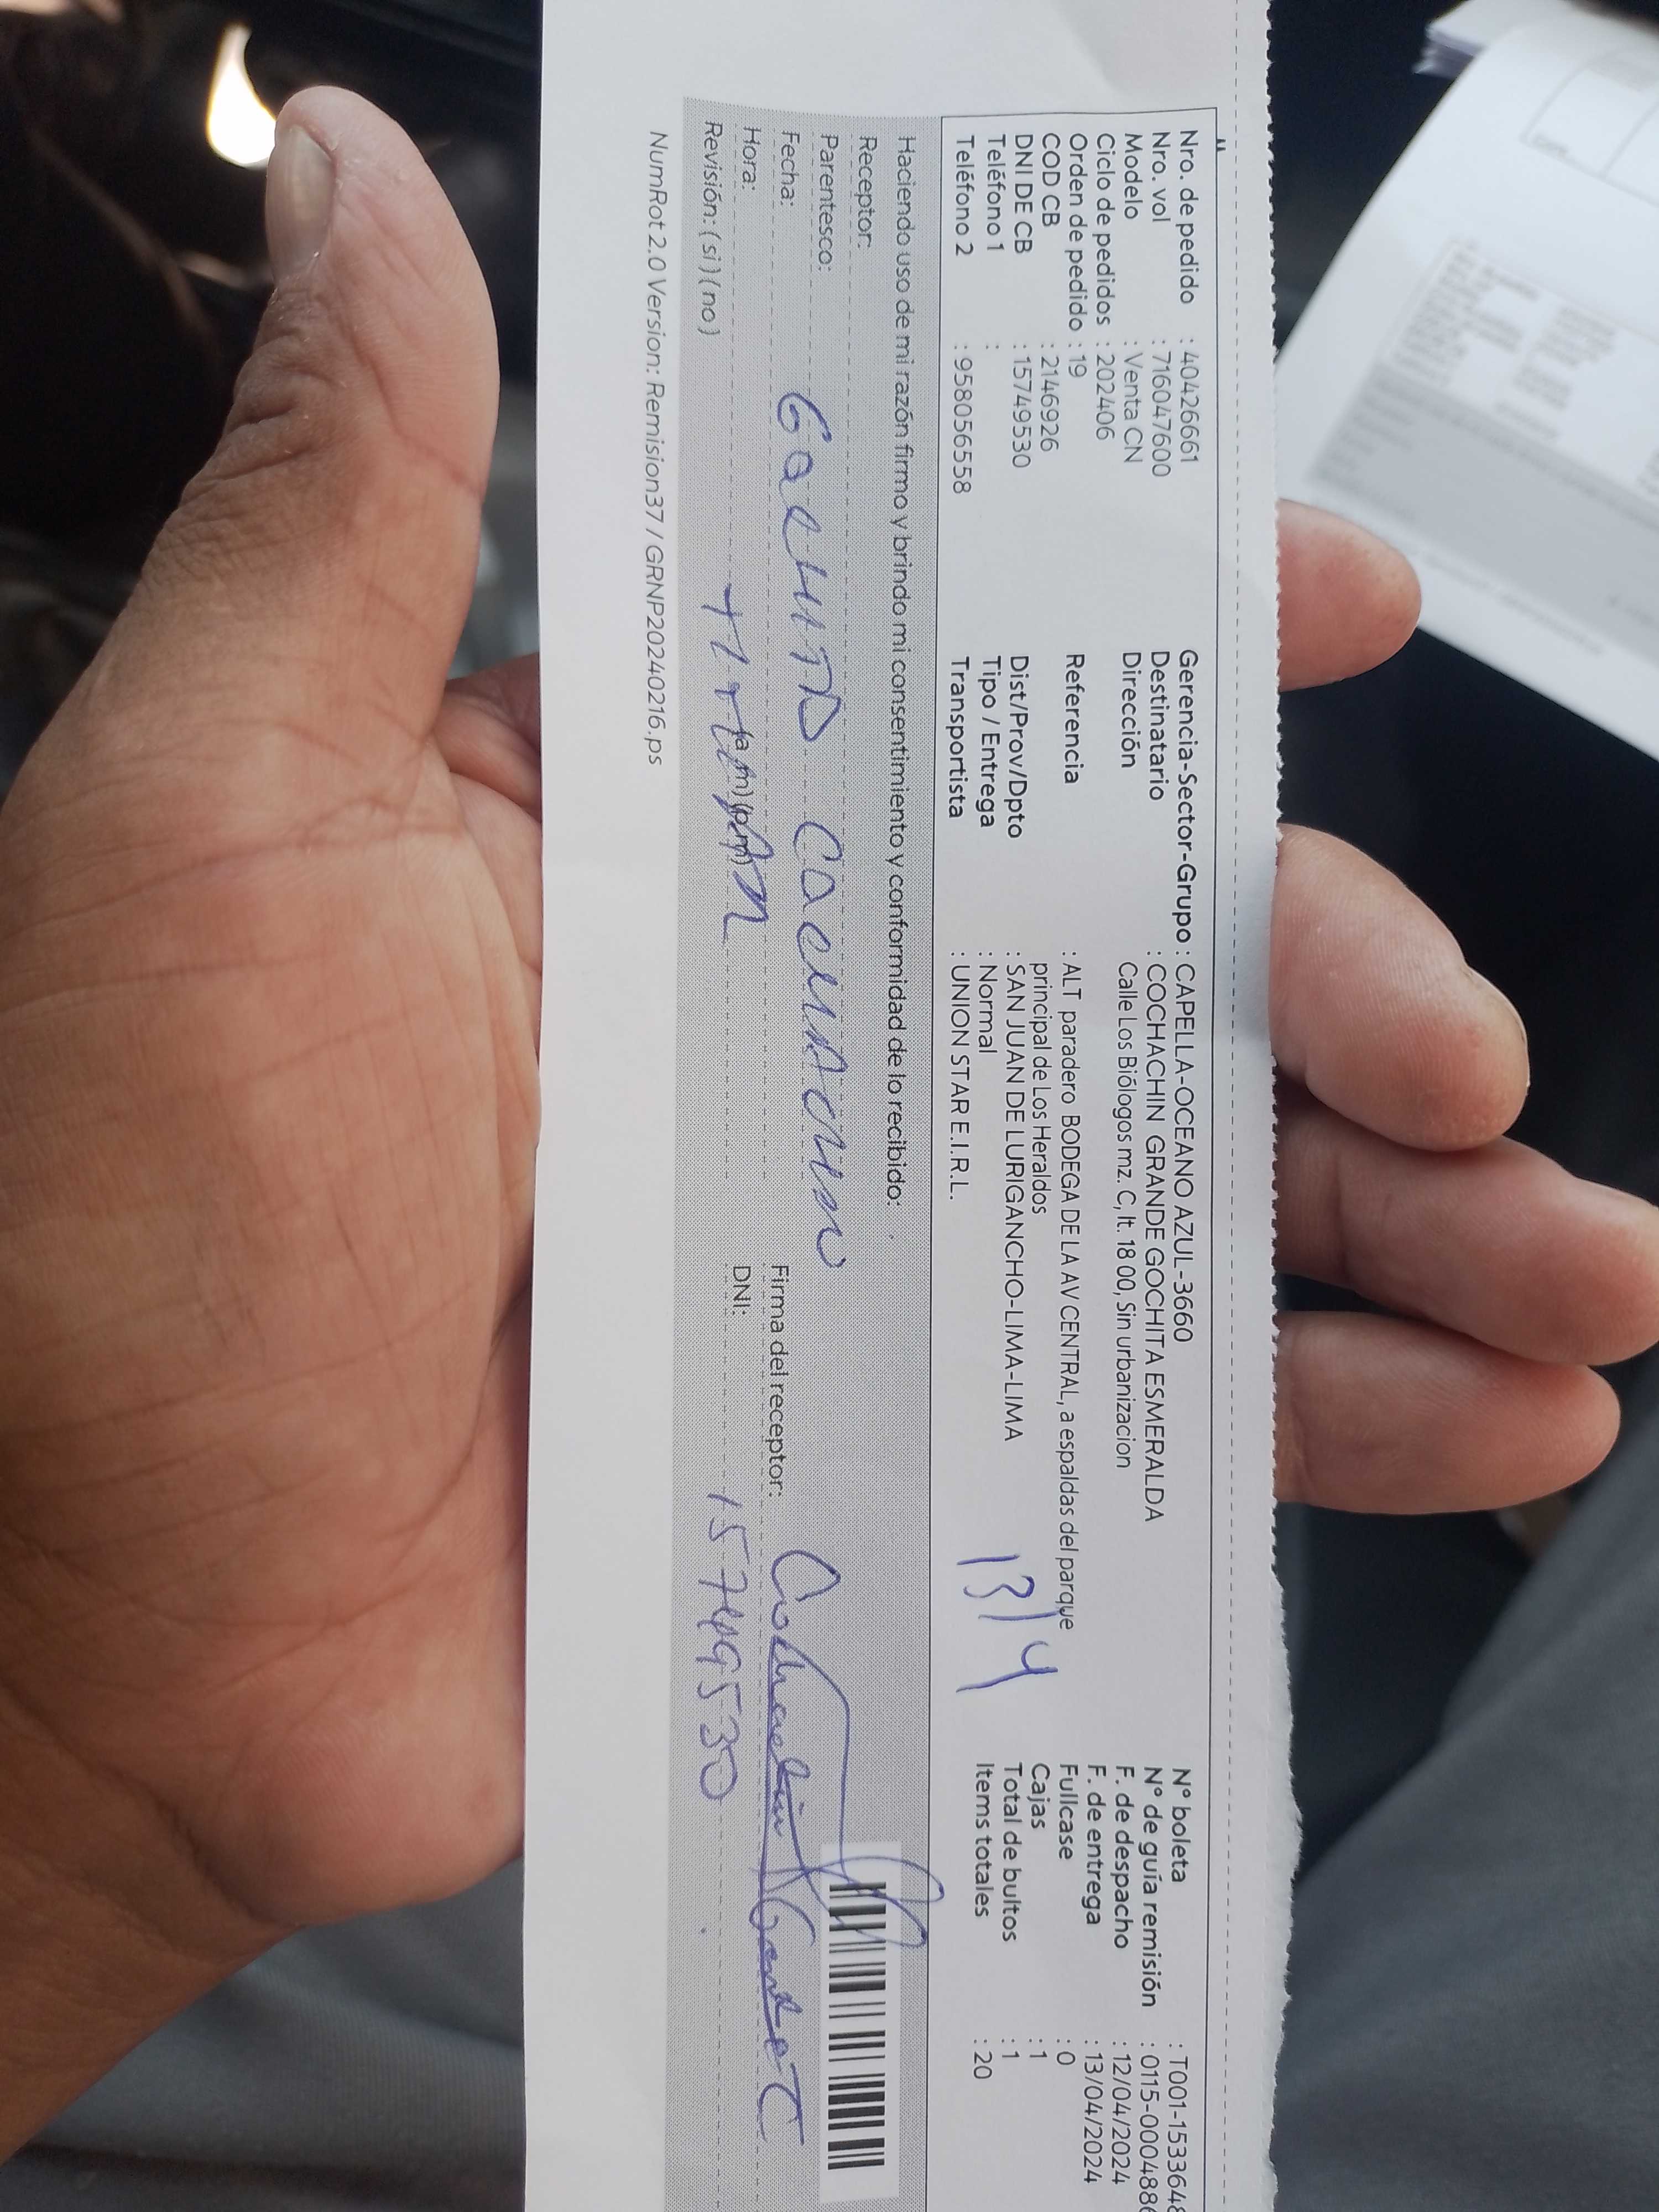 Nro. de pedido : 40426661
Nro. vol : 716047600
Modelo : Venta CN
Ciclo de pedidos : 202406
Orden de pedido : 19
COD CB : 2146926
DNI DE CB : 15749530
Teléfono 1 :
Teléfono 2 : 958056558
Gerencia-Sector-Grupo : CAPELLA-OCEANO AZUL-3660
Destinatario : COCHACHIN GRANDE GOCHITA ESMERALDA
Dirección Calle Los Biólogos mz. C, lt. 18 00, Sin urbanizacion
Referencia : ALT paradero BODEGA DE LA AV CENTRAL, a espaldas del parque
principal de Los Heraldos
Dist/Prov/Dpto : SAN JUAN DE LURIGANCHO-LIMA-LIMA
Tipo / Entrega : Normal
Transportista : UNION STAR E.I.R.L.
13/4
N° boleta : T001-1533648
N° de guía remisión : 0115-0004886
F. de despacho : 12/04/2024
F. de entrega : 13/04/2024
Fullcase : 0
Cajas : 1
Total de bultos : 1
Items totales : 20
Haciendo uso de mi razón firmo y brindo mi consentimiento y conformidad de lo recibido:
Receptor:
Parentesco:
Fecha:
Hora: (a.m)(p.m)
Revisión: ( si ) ( no )
Firma del receptor:
DNI: 15749530
NumRot 2.0 Version: Remision37 / GRNP20240216.ps